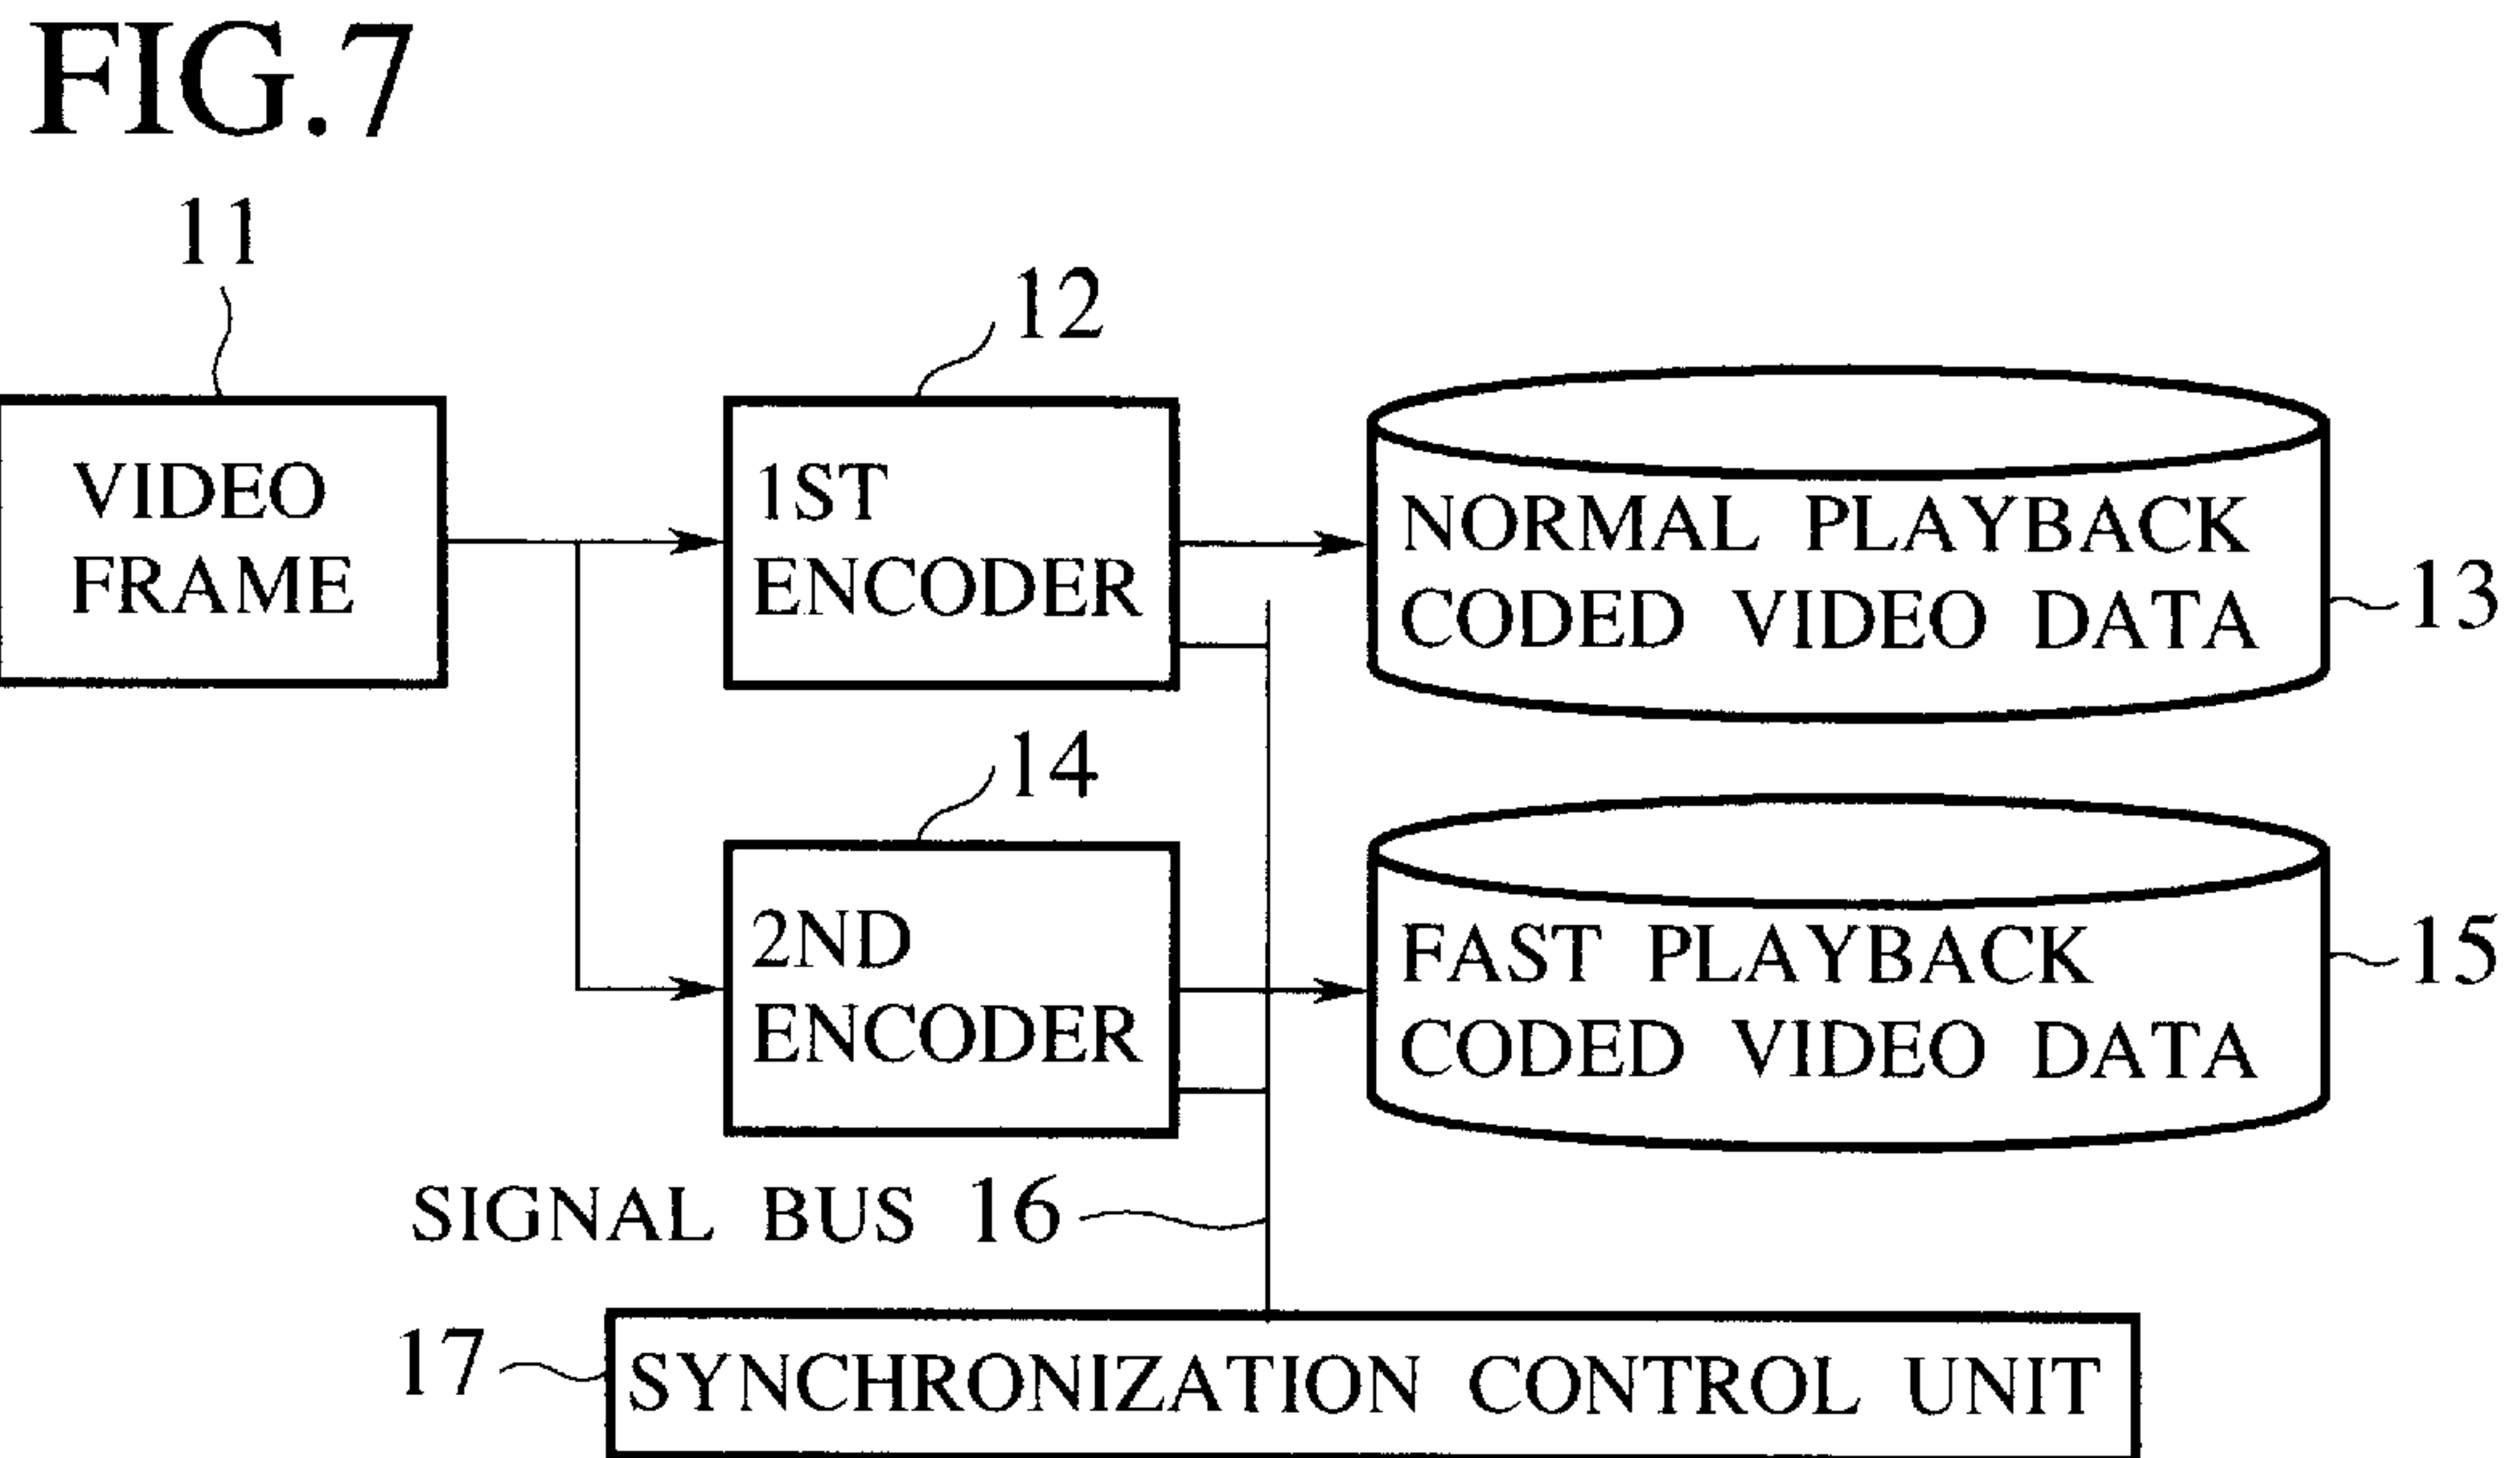 FIG.7
11
VIDEO
FRAME
12
1ST
ENCODER
NORMAL PLAYBACK
CODED VIDEO DATA
13
14
2ND
ENCODER
FAST PLAYBACK
CODED VIDEO DATA
15
SIGNAL BUS 16
17
SYNCHRONIZATION CONTROL UNIT